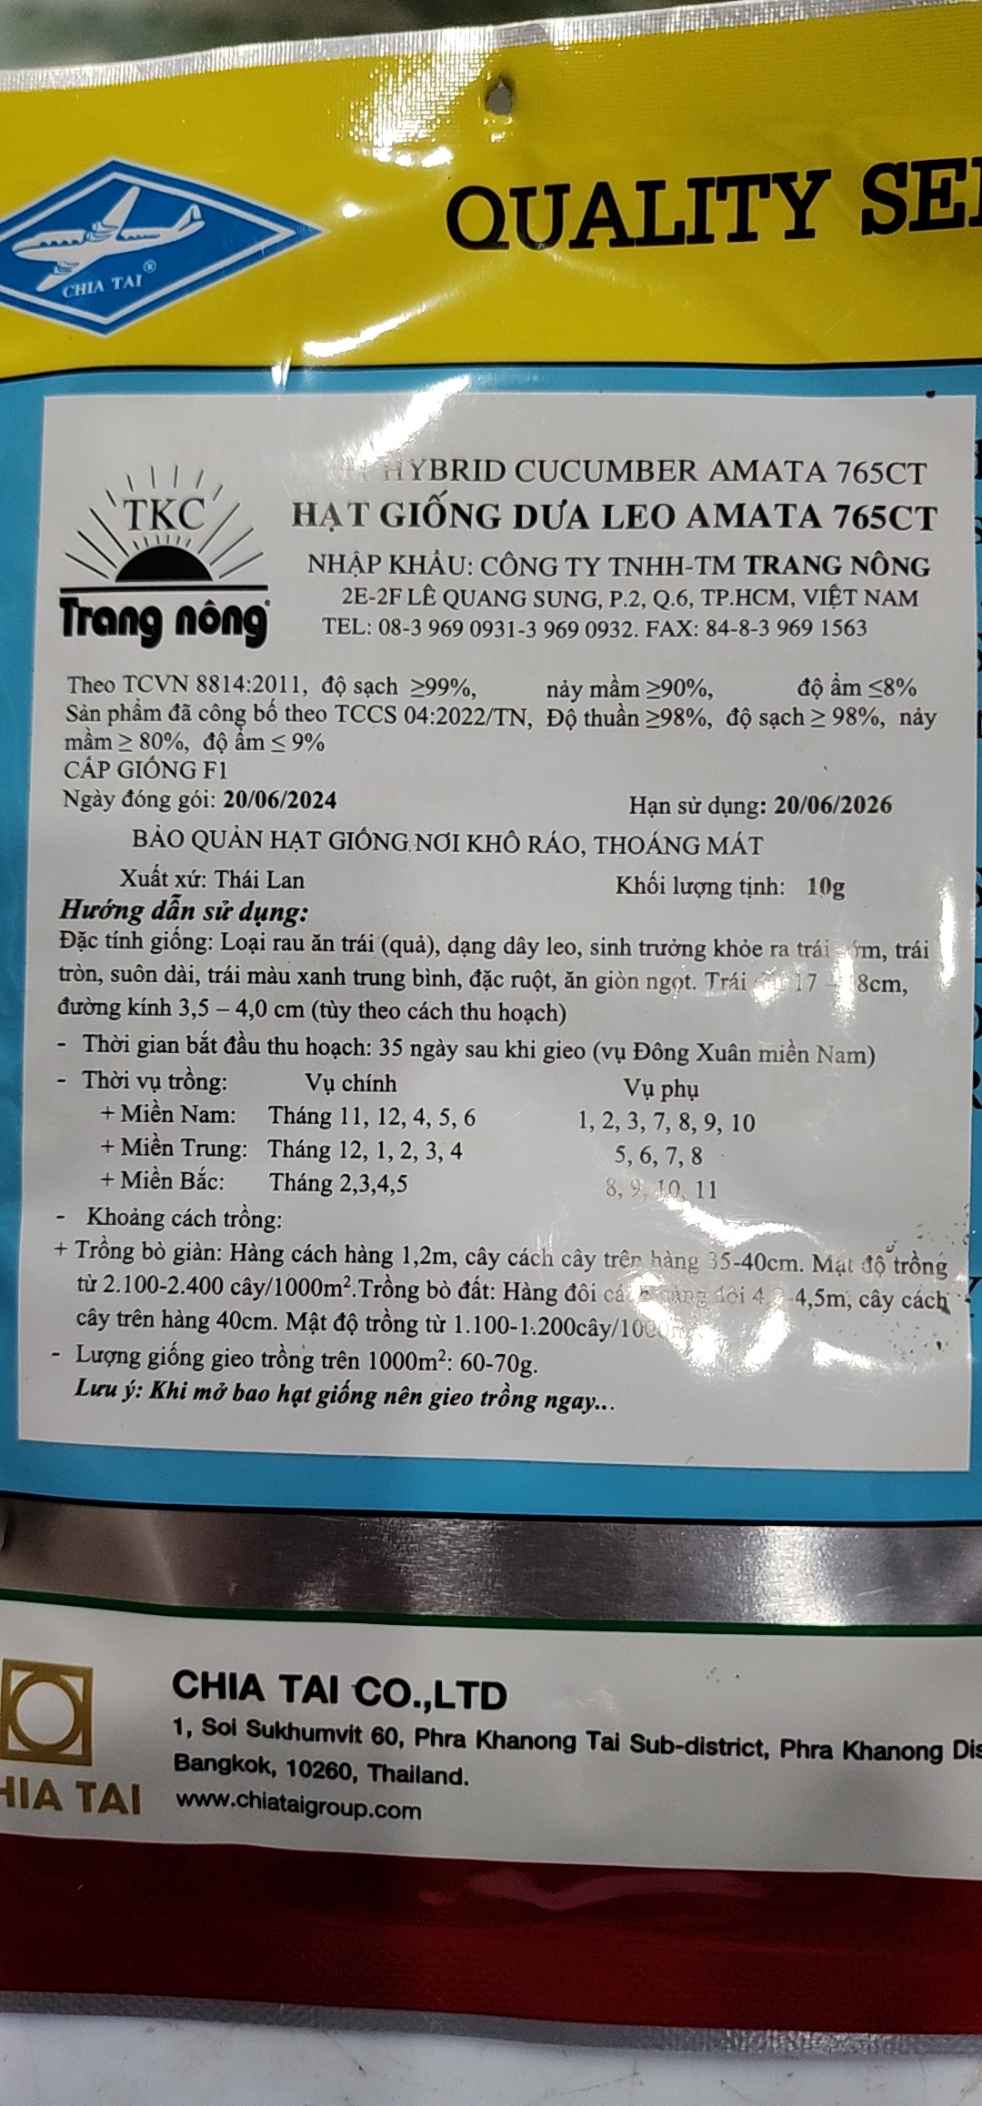 CHIA TAI®
QUALITY
HYBRID CUCUMBER AMATA 765CT
TKC
HẠT GIỐNG DƯA LEO AMATA 765CT
Trang nông®
NHẬP KHẨU: CÔNG TY TNHH-TM TRANG NÔNG
2E-2F LÊ QUANG SUNG, P.2, Q.6, TP.HCM, VIỆT NAM
TEL: 08-3 969 0931-3 969 0932. FAX: 84-8-3 969 1563
Theo TCVN 8814:2011, độ sạch ≥99%, nảy mầm ≥90%, độ ẩm ≤8%
Sản phẩm đã công bố theo TCCS 04:2022/TN, Độ thuần ≥98%, độ sạch ≥ 98%, nảy
mầm ≥ 80%, độ ẩm ≤ 9%
CẤP GIỐNG F1
Ngày đóng gói: 20/06/2024 Hạn sử dụng: 20/06/2026
BẢO QUẢN HẠT GIỐNG NƠI KHÔ RÁO, THOÁNG MÁT
Xuất xứ: Thái Lan Khối lượng tịnh: 10g
Hướng dẫn sử dụng:
Đặc tính giống: Loại rau ăn trái (quả), dạng dây leo, sinh trưởng khỏe ra trái sớm, trái
tròn, suôn dài, trái màu xanh trung bình, đặc ruột, ăn giòn ngọt. Trái 17 –
đường kính 3,5 – 4,0 cm (tùy theo cách thu hoạch)
- Thời gian bắt đầu thu hoạch: 35 ngày sau khi gieo (vụ Đông Xuân miền Nam)
- Thời vụ trồng: Vụ chính Vụ phụ
+ Miền Nam: Tháng 11, 12, 4, 5, 6 1, 2, 3, 7, 8, 9, 10
+ Miền Trung: Tháng 12, 1, 2, 3, 4 5, 6, 7, 8
+ Miền Bắc: Tháng 2,3,4,5 8, 9, 10, 11
- Khoảng cách trồng:
+ Trồng bò giàn: Hàng cách hàng 1,2m, cây cách cây trên hàng 35-40cm. Mật độ trồng
từ 2.100-2.400 cây/1000m².Trồng bò đất: Hàng đôi cách hàng đôi 4,5m, cây cách
cây trên hàng 40cm. Mật độ trồng từ
- Lượng giống gieo trồng trên 1000m²: 60-70g.
Lưu ý: Khi mở bao hạt giống nên gieo trồng ngay...
CHIA TAI CO.,LTD
1, Soi Sukhumvit 60, Phra Khanong Tai Sub-district, Phra Khanong
Bangkok, 10260, Thailand.
TAI
www.chiataigroup.com